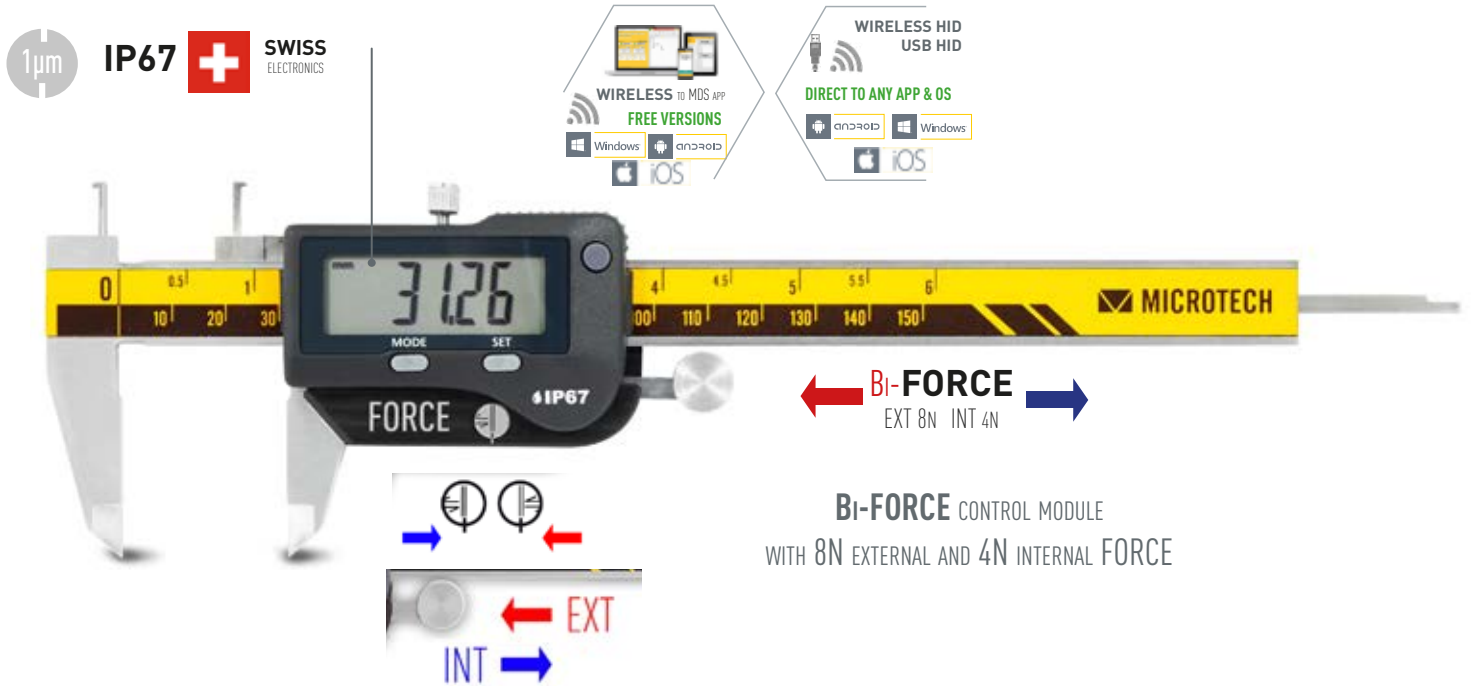 1µm
IP67
SWISS
ELECTRONICS
WIRELESS TO MDS APP
FREE VERSIONS
Windows
ANDROID
iOS
WIRELESS HID
USB HID
DIRECT TO ANY APP & OS
ANDROID
Windows
iOS
mm
31.26
0 0.5 1
10 20 30
4 4.5 5 5.5 6
00 110 120 130 140 150
MICROTECH
MODE SET
IP67
FORCE
BI-FORCE
EXT 8N INT 4N
BI-FORCE CONTROL MODULE
WITH 8N EXTERNAL AND 4N INTERNAL FORCE
EXT
INT